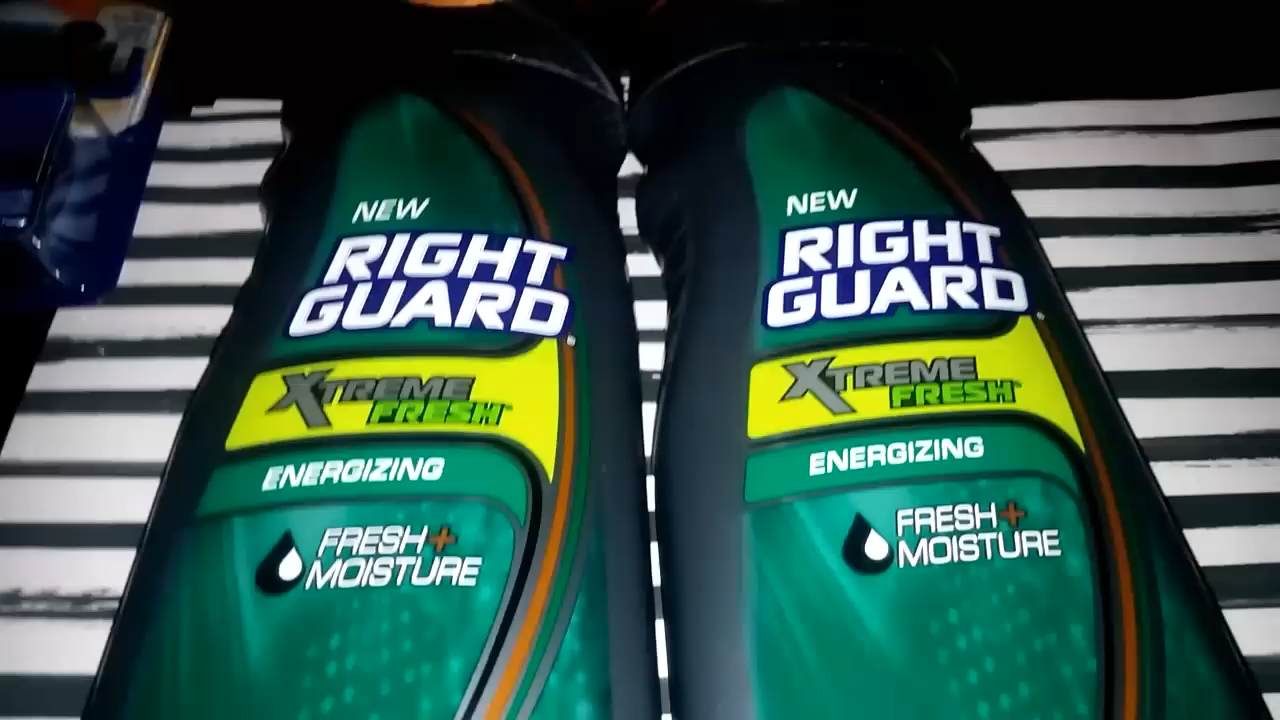 NEW
RIGHT
GUARD
XTREME
FRESH
ENERGIZING
FRESH+
MOISTURE
NEW
RIGHT
GUARD
XTREME
FRESH
ENERGIZING
FRESH+
MOISTURE